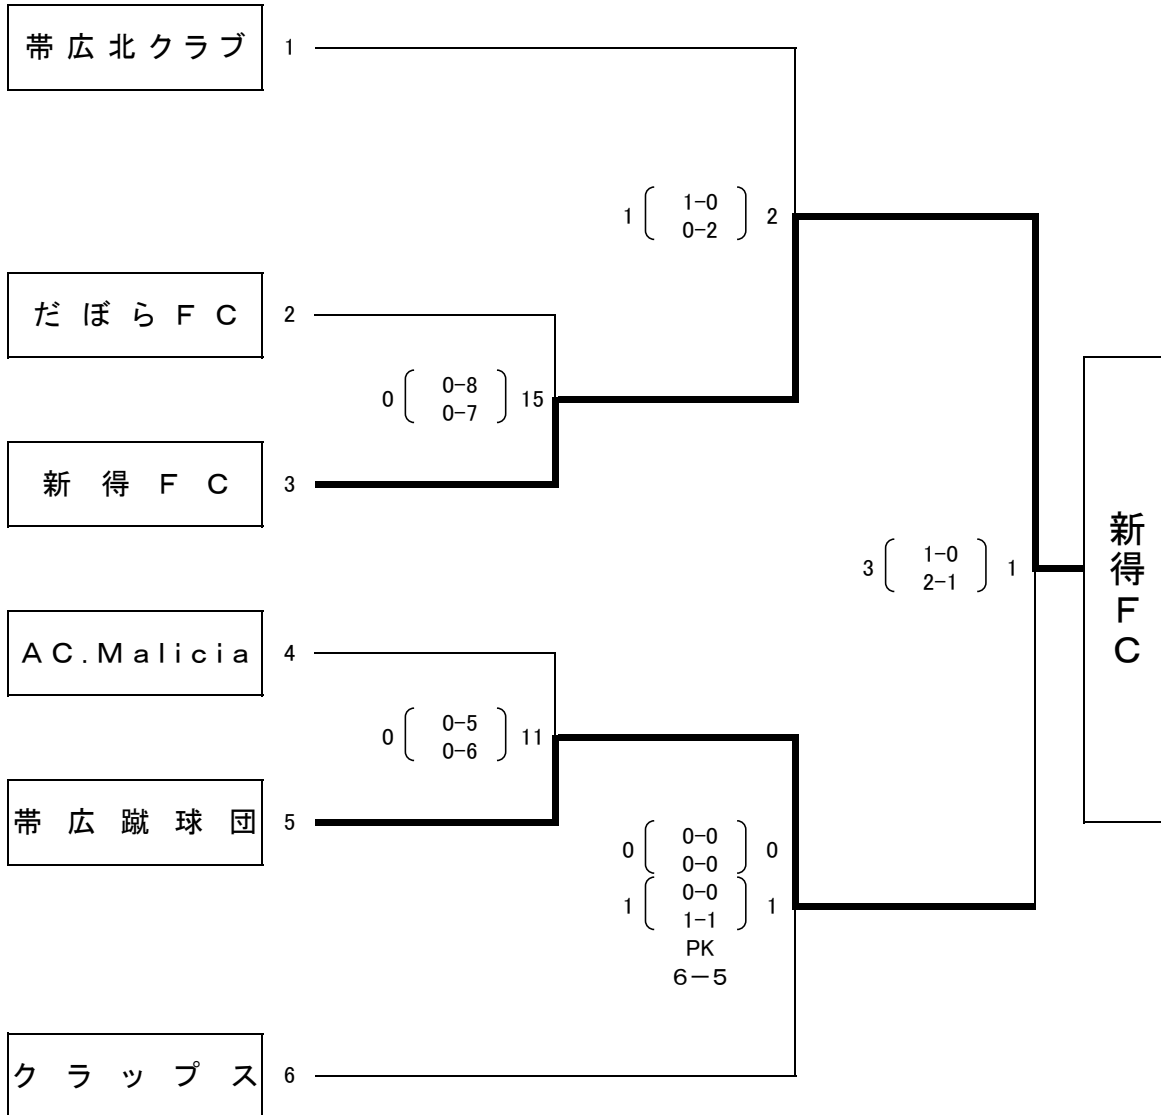 帯広北クラブ 1
1 1-0 2
0-2
だぼらＦＣ 2
0 0-8 15
0-7
新得ＦＣ 3
3 1-0 1
2-1
新得ＦＣ
ＡＣ.Ｍａｌｉｃｉａ 4
0 0-5 11
0-6
帯広蹴球団 5
0 0-0 0
0-0
1 0-0 1
1-1
PK
６－５
クラップス 6